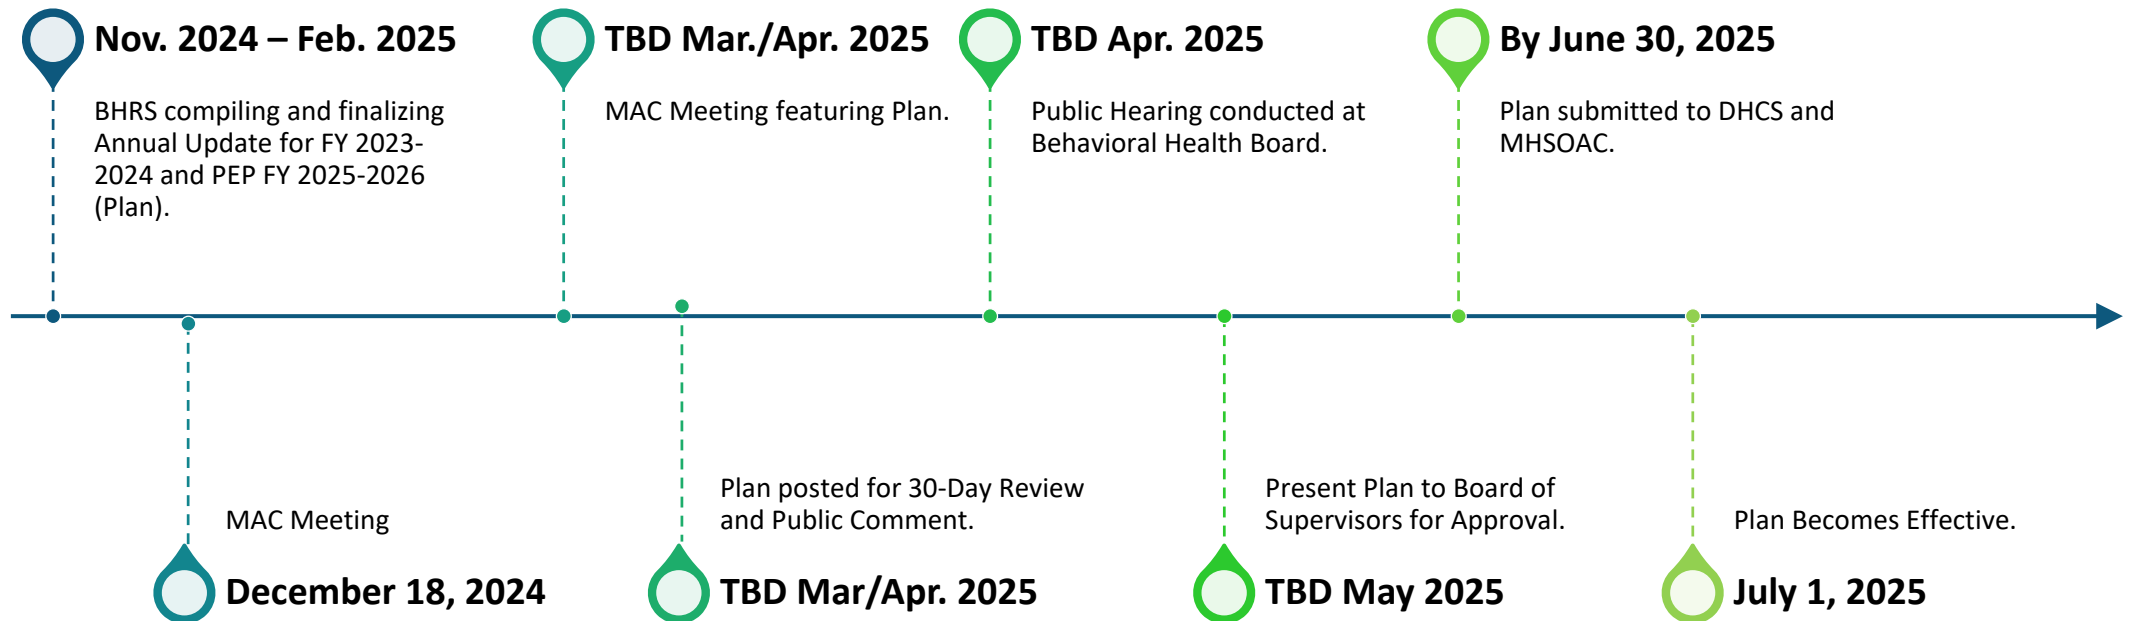 Nov. 2024 – Feb. 2025
BHRS compiling and finalizing
Annual Update for FY 2023-
2024 and PEP FY 2025-2026
(Plan).
TBD Mar./Apr. 2025
MAC Meeting featuring Plan.
TBD Apr. 2025
Public Hearing conducted at
Behavioral Health Board.
By June 30, 2025
Plan submitted to DHCS and
MHSOAC.
MAC Meeting
December 18, 2024
Plan posted for 30-Day Review
and Public Comment.
TBD Mar/Apr. 2025
Present Plan to Board of
Supervisors for Approval.
TBD May 2025
Plan Becomes Effective.
July 1, 2025